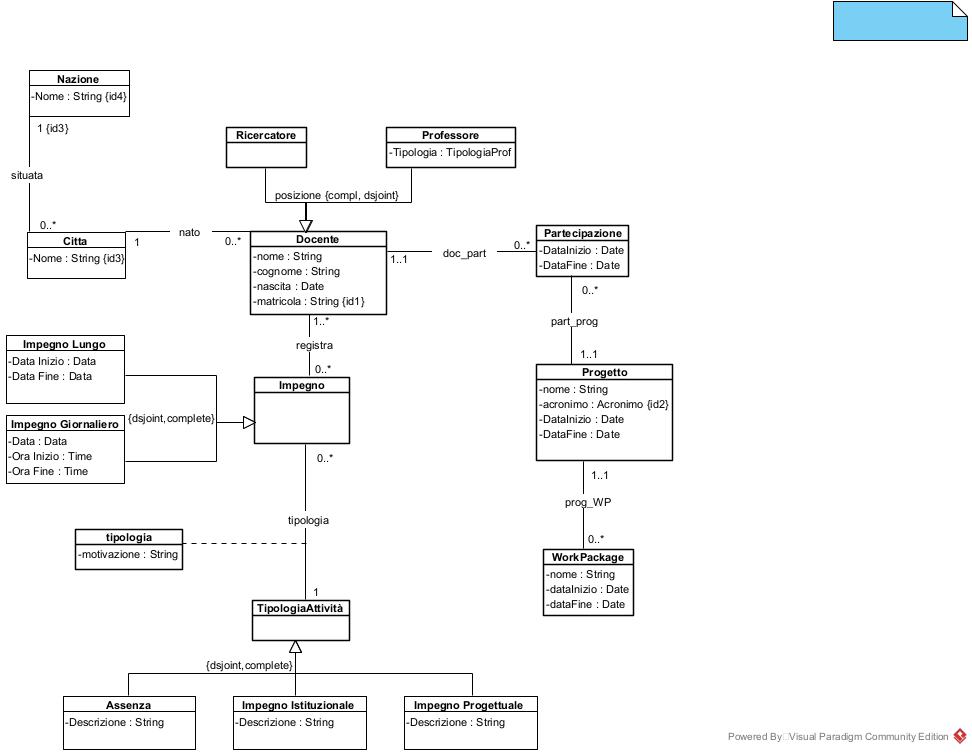 Nazione
-Nome : String {id4}
1 {id3}
situata
0..*
Citta
-Nome : String {id3}
1
nato
0..*
Ricercatore
Professore
-Tipologia : TipologiaProf
posizione {compl, dsjoint}
Docente
-nome : String
-cognome : String
-nascita : Date
-matricola : String {id1}
1..1
doc_part
0..*
Partecipazione
-DataInizio : Date
-DataFine : Date
0..*
part_prog
1..1
Progetto
-nome : String
-acronimo : Acronimo {id2}
-DataInizio : Date
-DataFine : Date
1..1
prog_WP
0..*
WorkPackage
-nome : String
-dataInizio : Date
-dataFine : Date
1..*
registra
0..*
Impegno
Impegno Lungo
-Data Inizio : Data
-Data Fine : Data
{dsjoint,complete}
Impegno Giornaliero
-Data : Data
-Ora Inizio : Time
-Ora Fine : Time
0..*
tipologia
tipologia
-motivazione : String
1
TipologiaAttività
{dsjoint,complete}
Assenza
-Descrizione : String
Impegno Istituzionale
-Descrizione : String
Impegno Progettuale
-Descrizione : String
Powered By Visual Paradigm Community Edition